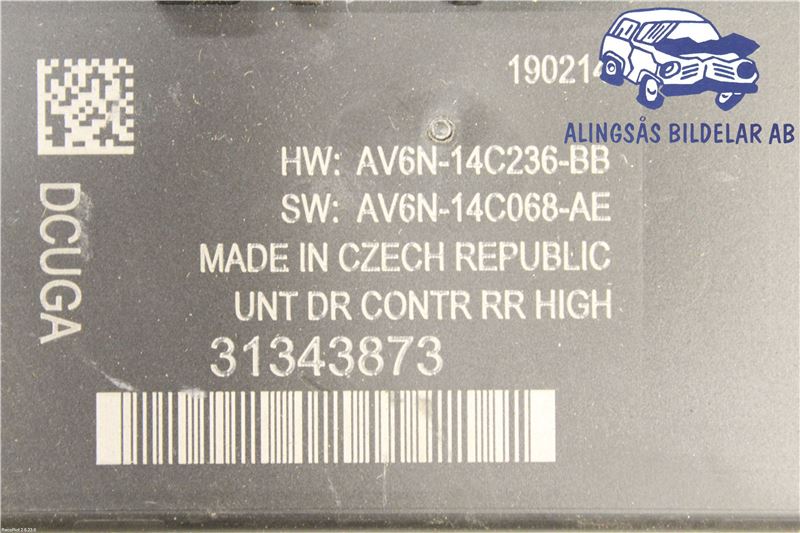 190214
ALINGSÅS BILDELAR AB
HW: AV6N-14C236-BB
SW: AV6N-14C068-AE
MADE IN CZECH REPUBLIC
UNT DR CONTR RR HIGH
31343873
DCUGA